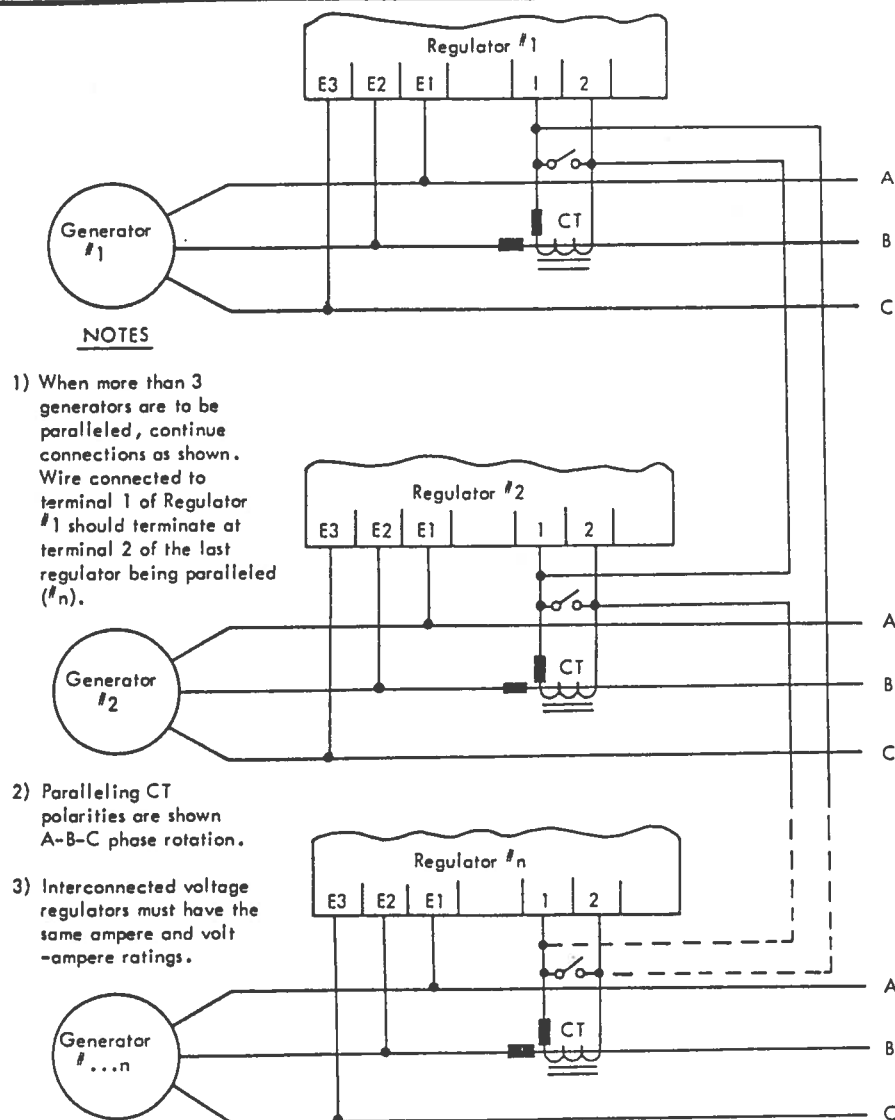 Regulator #1
E3 E2 E1 1 2
A
CT
Generator
#1
B
C
NOTES
1) When more than 3
generators are to be
paralleled, continue
connections as shown.
Wire connected to
terminal 1 of Regulator
#1 should terminate at
terminal 2 of the last
regulator being paralleled
(#n).
Regulator #2
E3 E2 E1 1 2
A
CT
Generator
#2
B
C
2) Paralleling CT
polarities are shown
A-B-C phase rotation.
3) Interconnected voltage
regulators must have the
same ampere and volt
-ampere ratings.
Regulator #n
E3 E2 E1 1 2
A
CT
Generator
# ...n
B
C